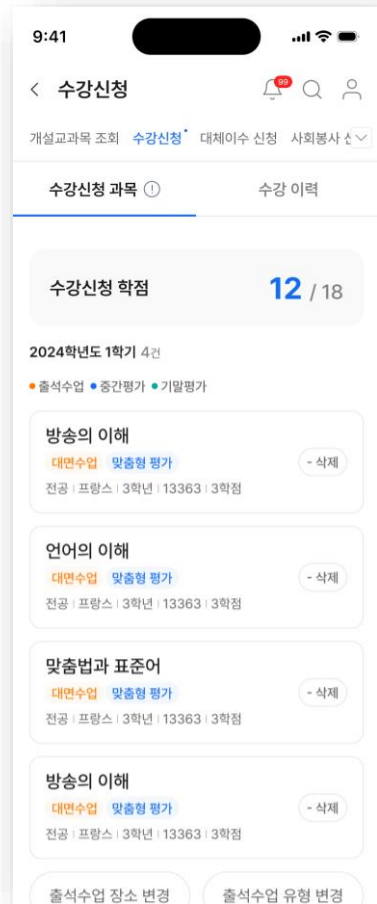 9:41
수강신청
99
개설교과목 조회 수강신청 대체이수 신청 사회봉사
수강신청 과목 수강 이력
수강신청 학점 12 / 18
2024학년도 1학기 4건
출석수업 중간평가 기말평가
방송의 이해
대면수업 맞춤형 평가
- 삭제
전공 | 프랑스 | 3학년 | 13363 | 3학점
언어의 이해
대면수업 맞춤형 평가
- 삭제
전공 | 프랑스 | 3학년 | 13363 | 3학점
맞춤법과 표준어
대면수업 맞춤형 평가
- 삭제
전공 | 프랑스 | 3학년 | 13363 | 3학점
방송의 이해
대면수업 맞춤형 평가
- 삭제
전공 | 프랑스 | 3학년 | 13363 | 3학점
출석수업 장소 변경 출석수업 유형 변경